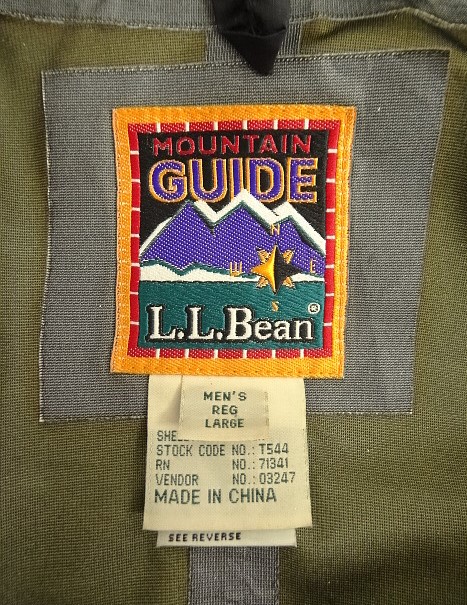 MOUNTAIN
GUIDE
N
W E
S
L.L.Bean®
MEN'S
REG
LARGE
STOCK CODE NO.: T544
RN NO.: 71341
VENDOR NO.: 03247
MADE IN CHINA
SEE REVERSE